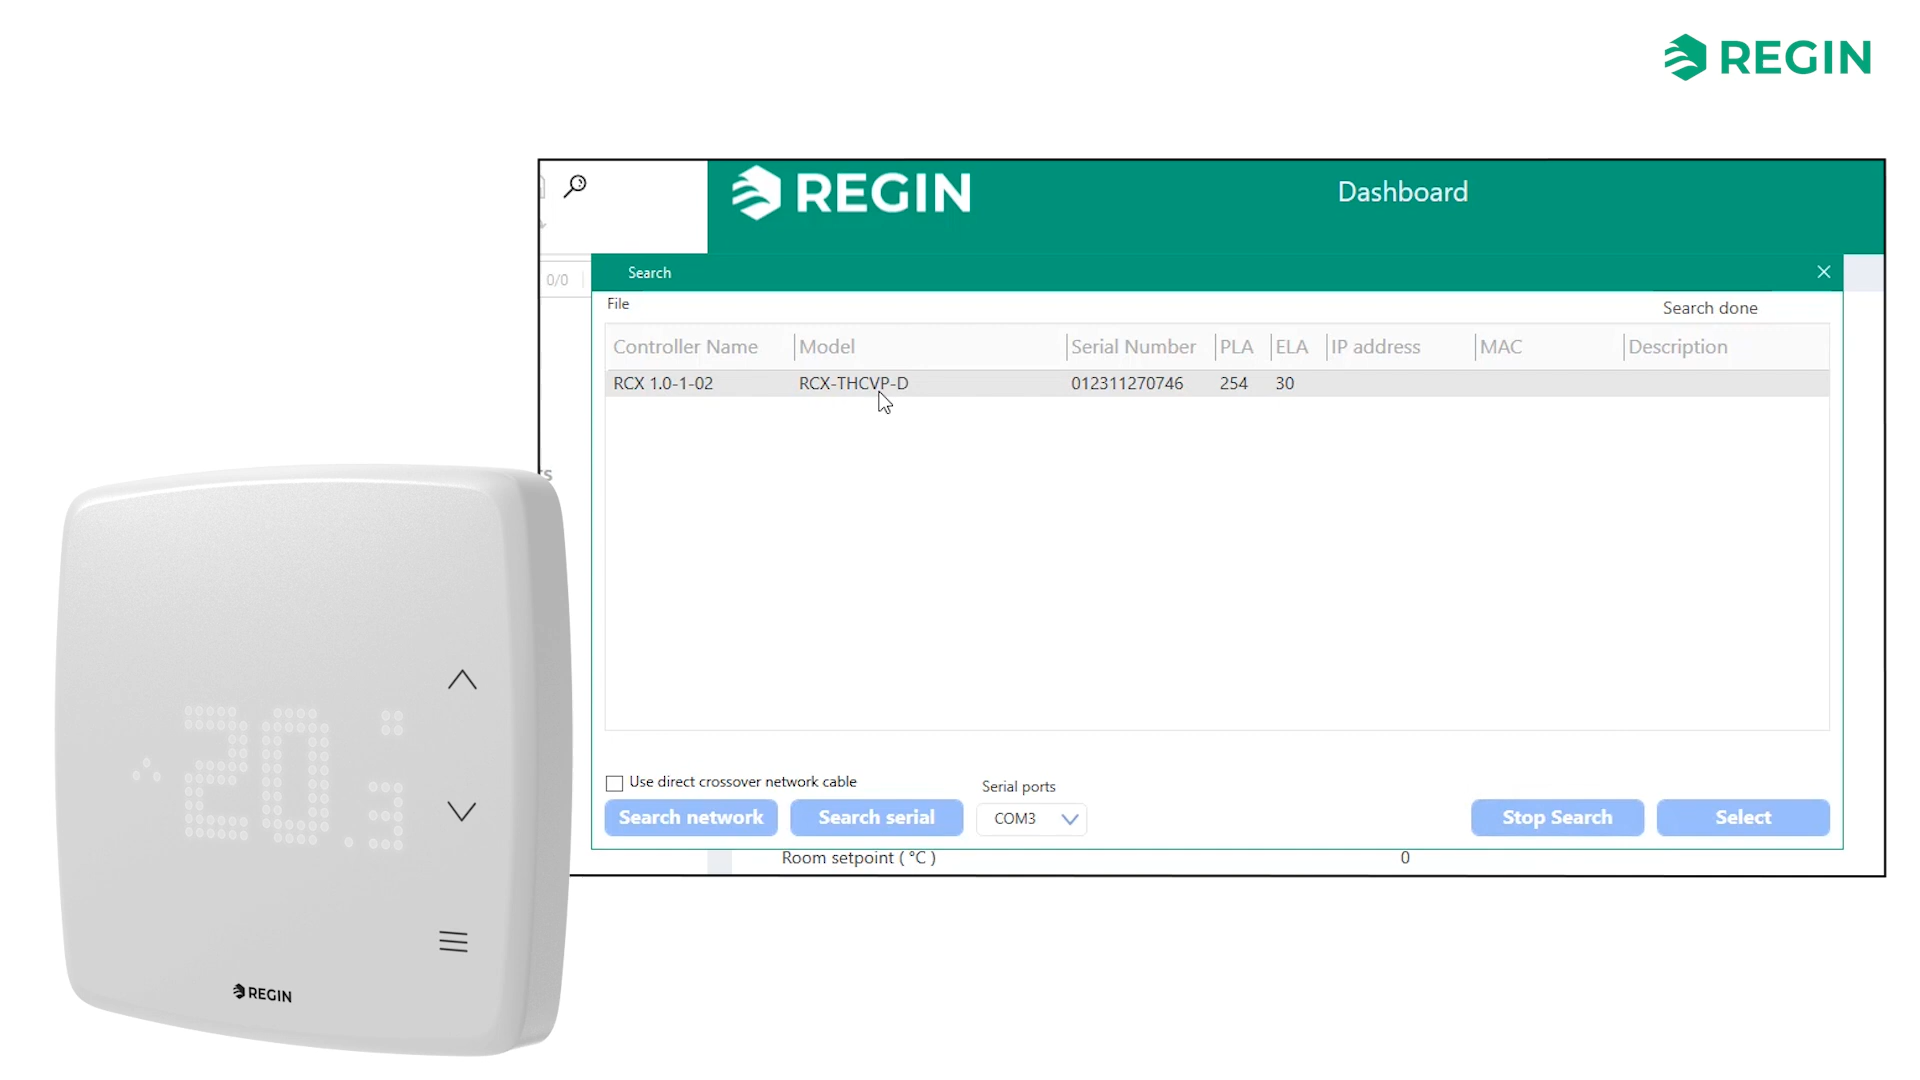 REGIN
REGIN
Dashboard
Search
0/0
File
Search done
Controller Name Model Serial Number PLA ELA IP address MAC Description
RCX 1.0-1-02 RCX-THCVP-D 012311270746 254 30
Use direct crossover network cable
Serial ports
Search network
Search serial
COM3
Stop Search
Select
Room setpoint ( °C )
0
REGIN